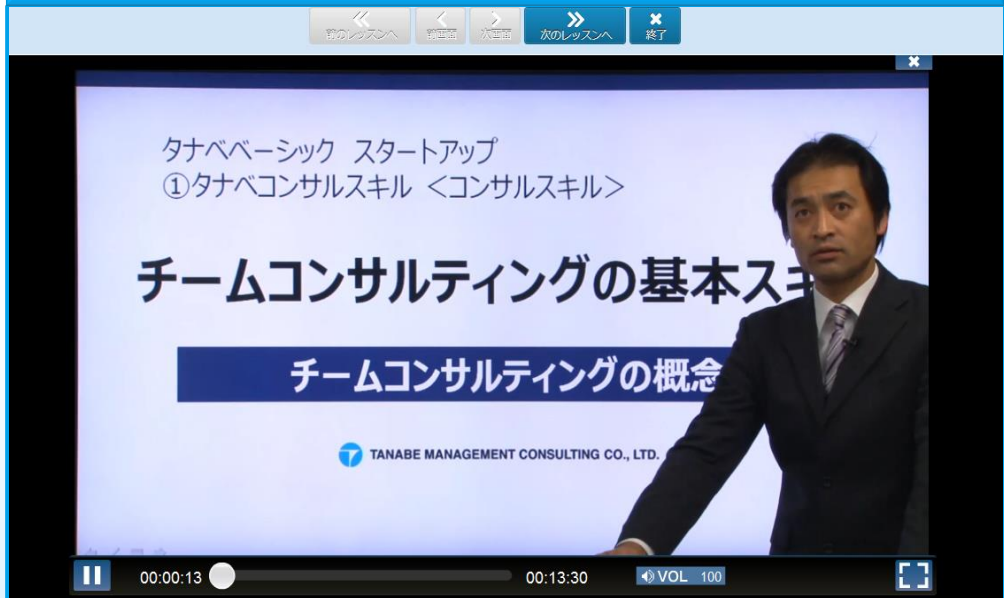 前のレッスンへ
前画面
次画面
次のレッスンへ
終了
タナベベーシック スタートアップ
①タナベコンサルスキル <コンサルスキル>
チームコンサルティングの基本スキ
チームコンサルティングの概念
TANABE MANAGEMENT CONSULTING CO., LTD.
00:00:13
00:13:30
VOL 100